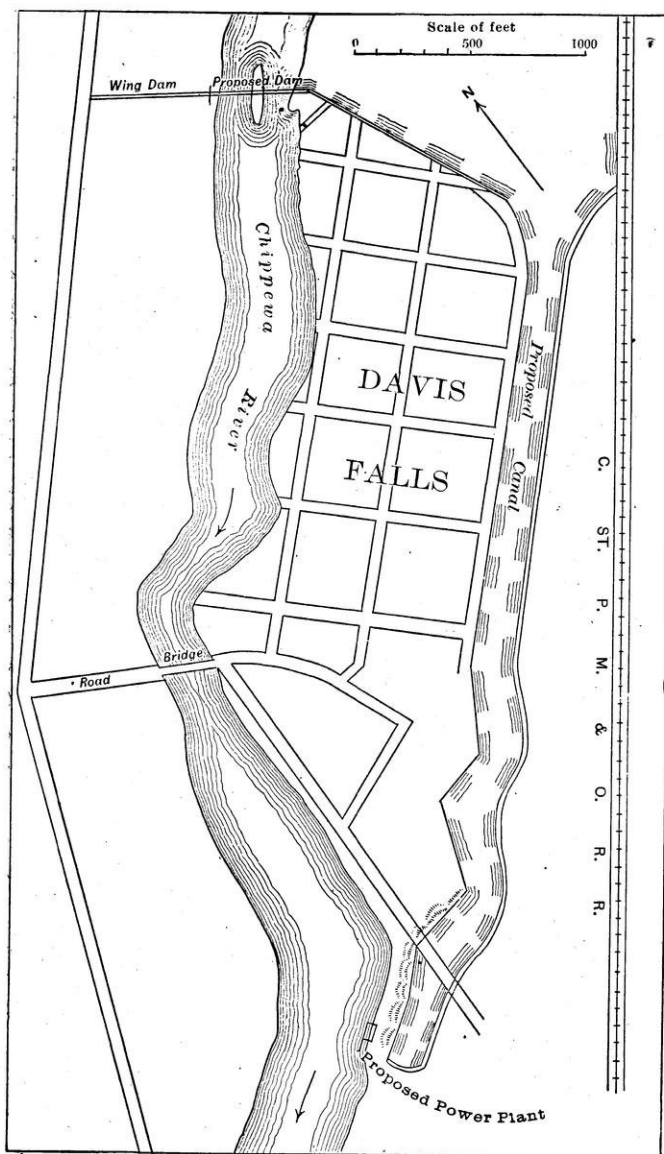 Scale of feet
0 500 1000
Wing Dam
Proposed Dam
N
Chippewa
River
DAVIS
FALLS
Proposed
Canal
C. ST. P. M. & O. R. R.
Bridge
Road
Proposed Power Plant